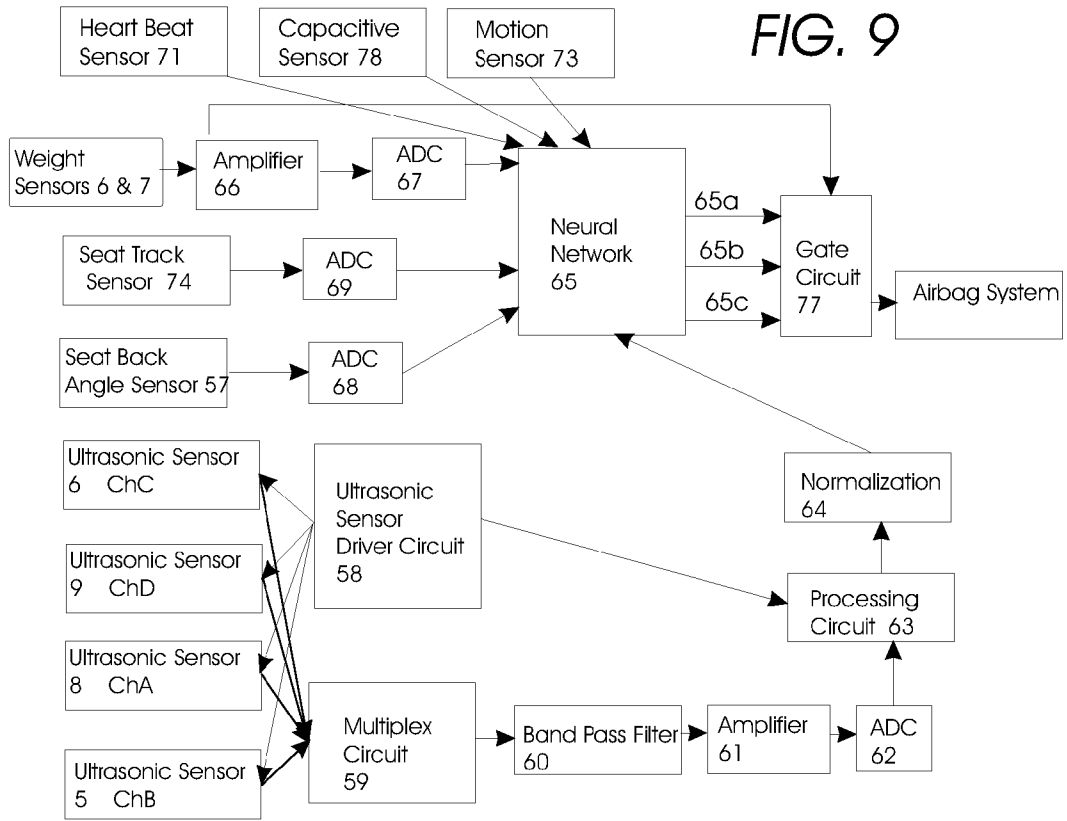 FIG. 9
Heart Beat
Sensor 71
Capacitive
Sensor 78
Motion
Sensor 73
Weight
Sensors 6 & 7
Amplifier
66
ADC
67
Neural
Network
65
65a
65b
65c
Gate
Circuit
77
Airbag System
Seat Track
Sensor 74
ADC
69
Seat Back
Angle Sensor 57
ADC
68
Ultrasonic Sensor
6 ChC
Ultrasonic Sensor
9 ChD
Ultrasonic Sensor
8 ChA
Ultrasonic Sensor
5 ChB
Ultrasonic
Sensor
Driver Circuit
58
Normalization
64
Processing
Circuit 63
Multiplex
Circuit
59
Band Pass Filter
60
Amplifier
61
ADC
62